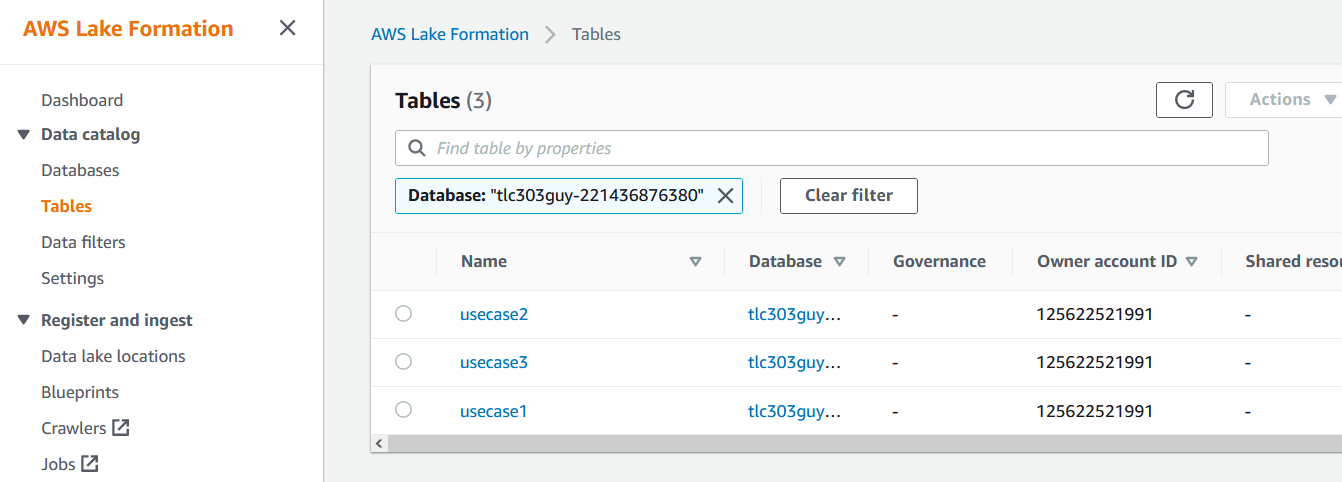 AWS Lake Formation
Dashboard
Data catalog
Databases
Tables
Data filters
Settings
Register and ingest
Data lake locations
Blueprints
Crawlers
Jobs
AWS Lake Formation > Tables
Tables (3)
Actions
Find table by properties
Database: "tlc303guy-221436876380"
Clear filter
Name Database Governance Owner account ID Shared resou
usecase2 tlc303guy... - 125622521991 -
usecase3 tlc303guy... - 125622521991 -
usecase1 tlc303guy... - 125622521991 -